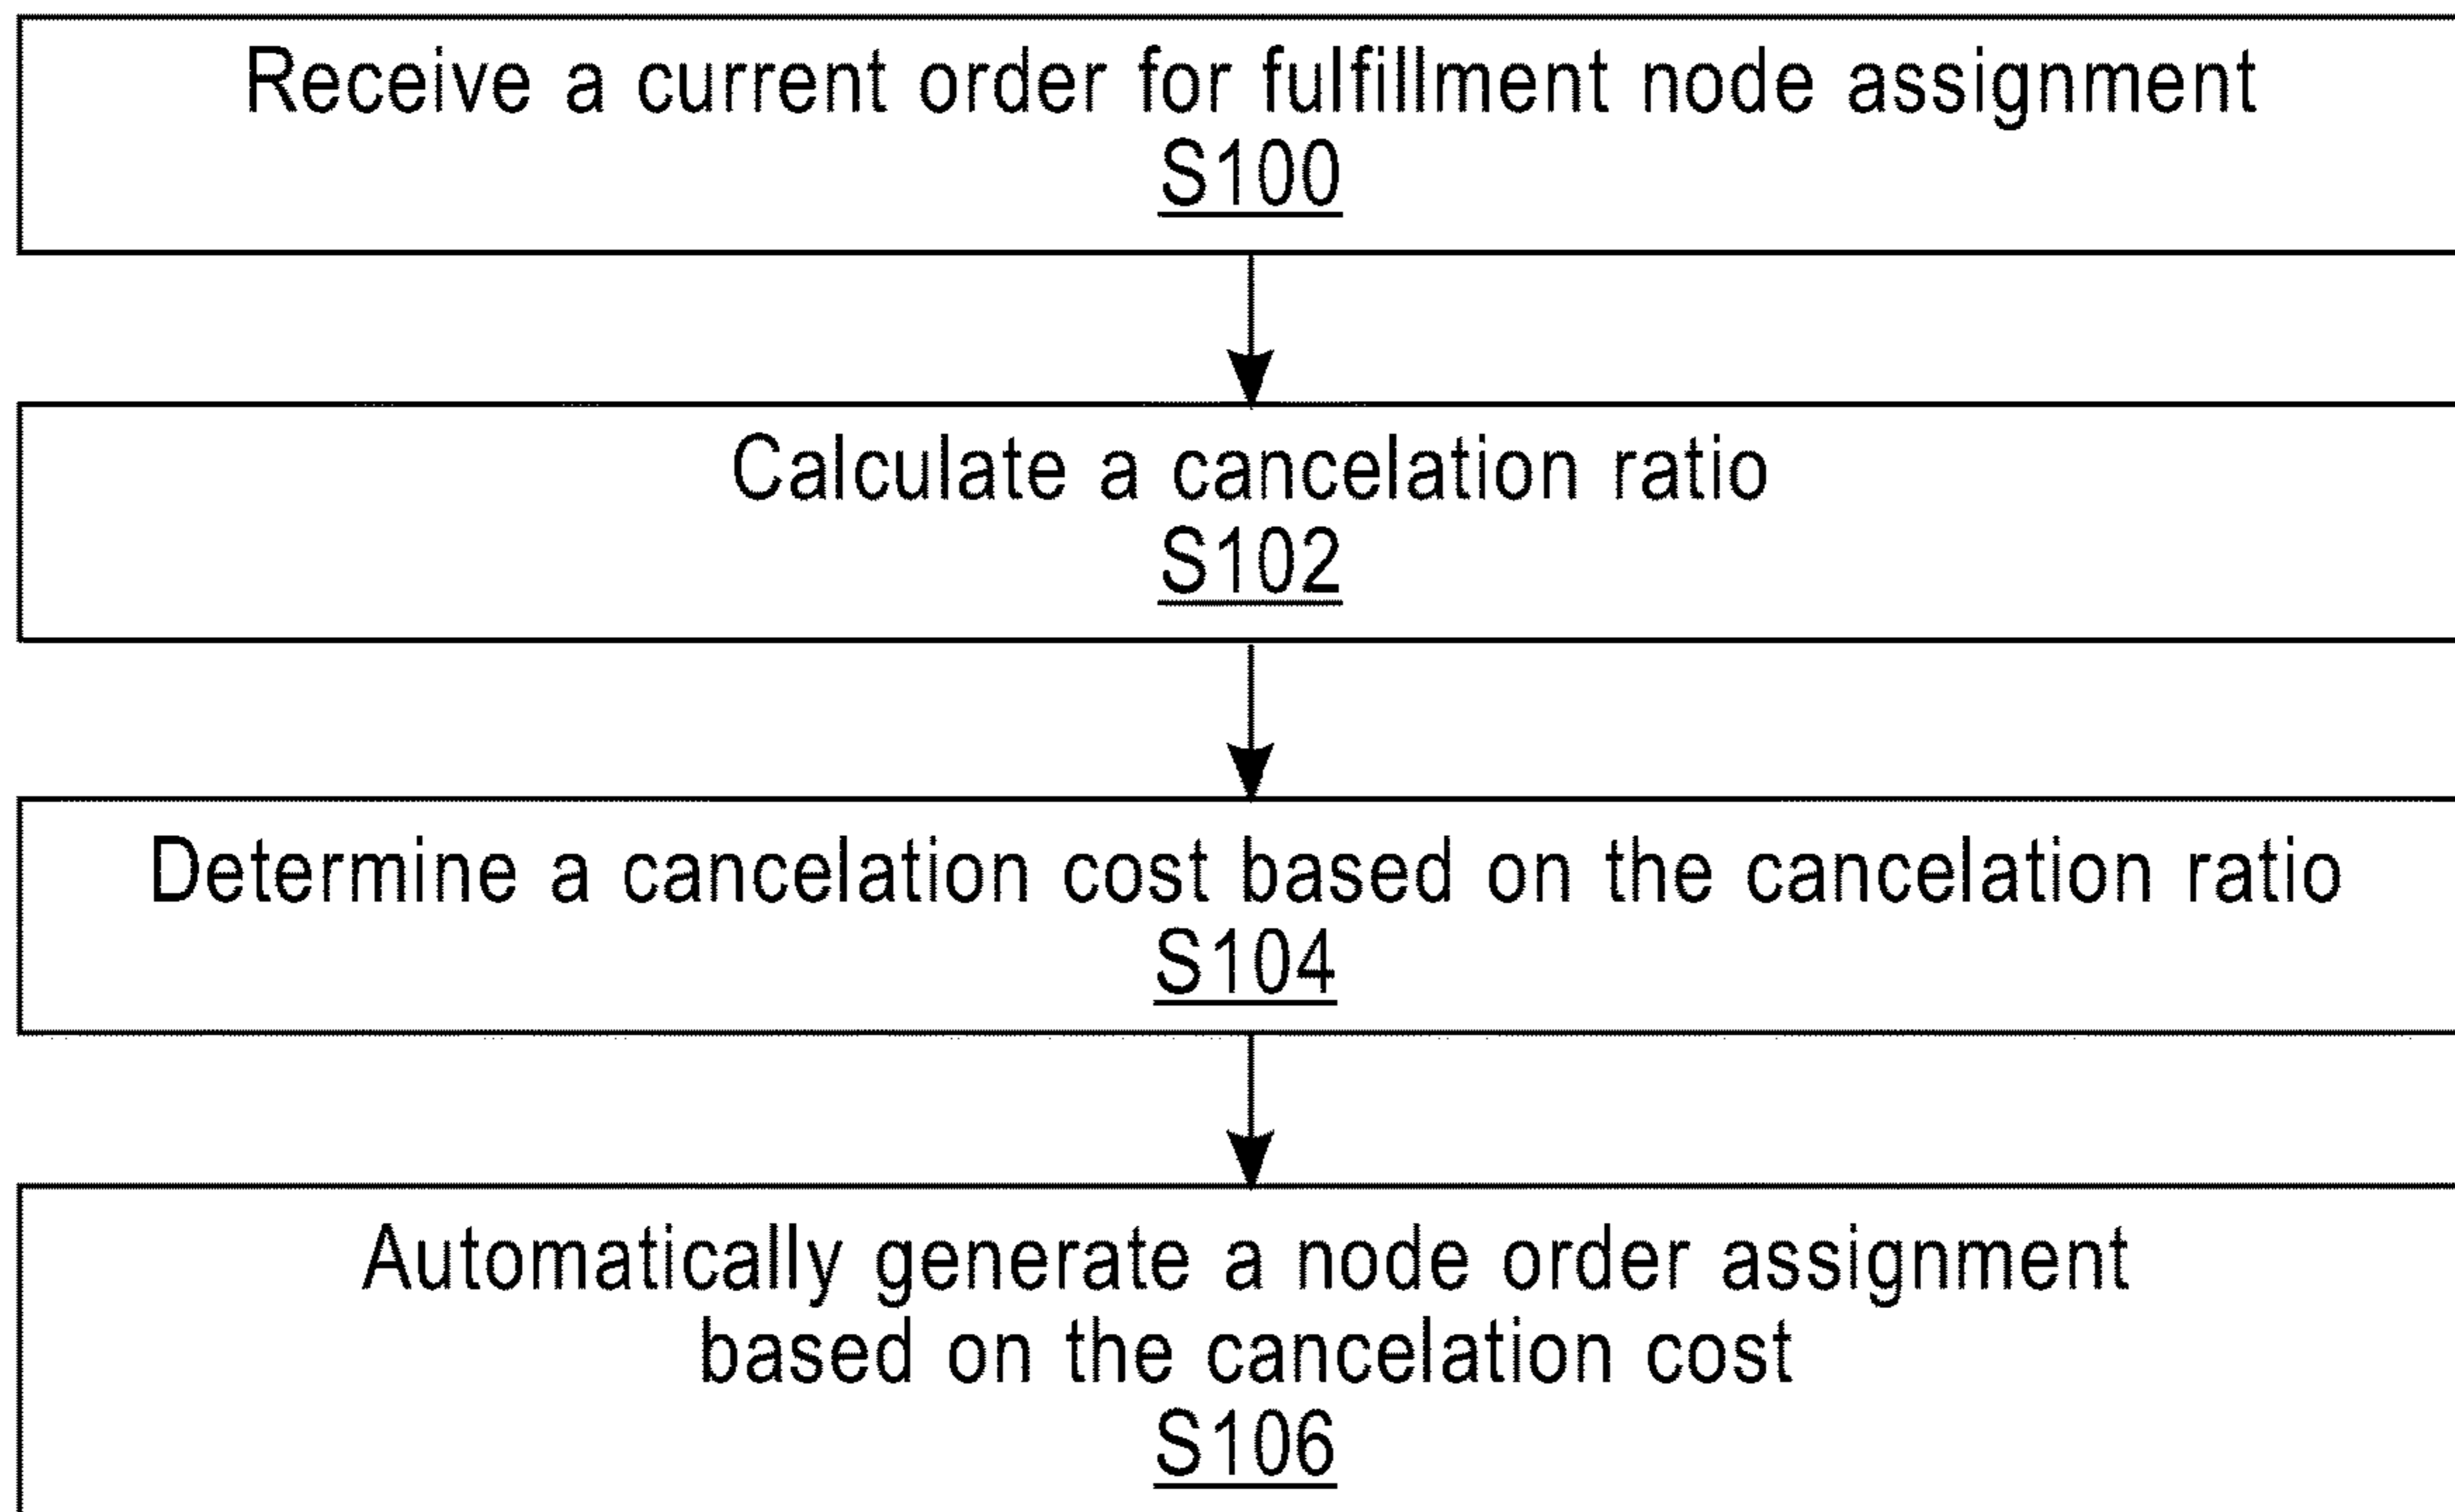 Receive a current order for fulfillment node assignment
S100
Calculate a cancelation ratio
S102
Determine a cancelation cost based on the cancelation ratio
S104
Automatically generate a node order assignment
based on the cancelation cost
S106